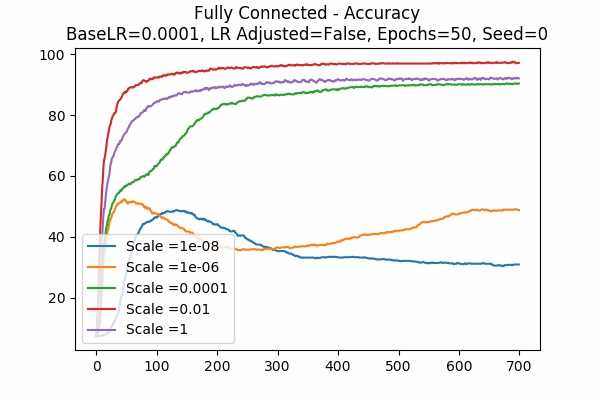 Fully Connected - Accuracy
BaseLR=0.0001, LR Adjusted=False, Epochs=50, Seed=0
100
80
60
40
20
Scale =1e-08
Scale =1e-06
Scale =0.0001
Scale =0.01
Scale =1
0 100 200 300 400 500 600 700